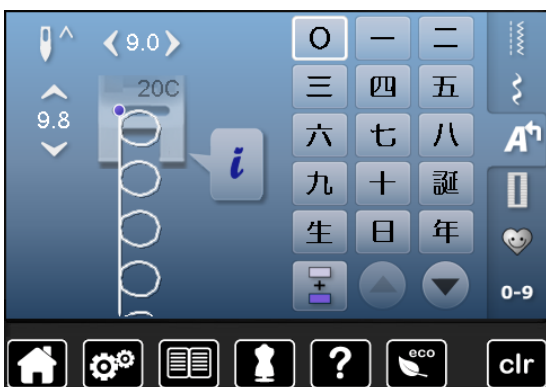 9.0
20C
9.8
i
〇 一 二
三 四 五
六 七 八
九 十 誕
生 日 年
A
+
0-9
?
eco
clr